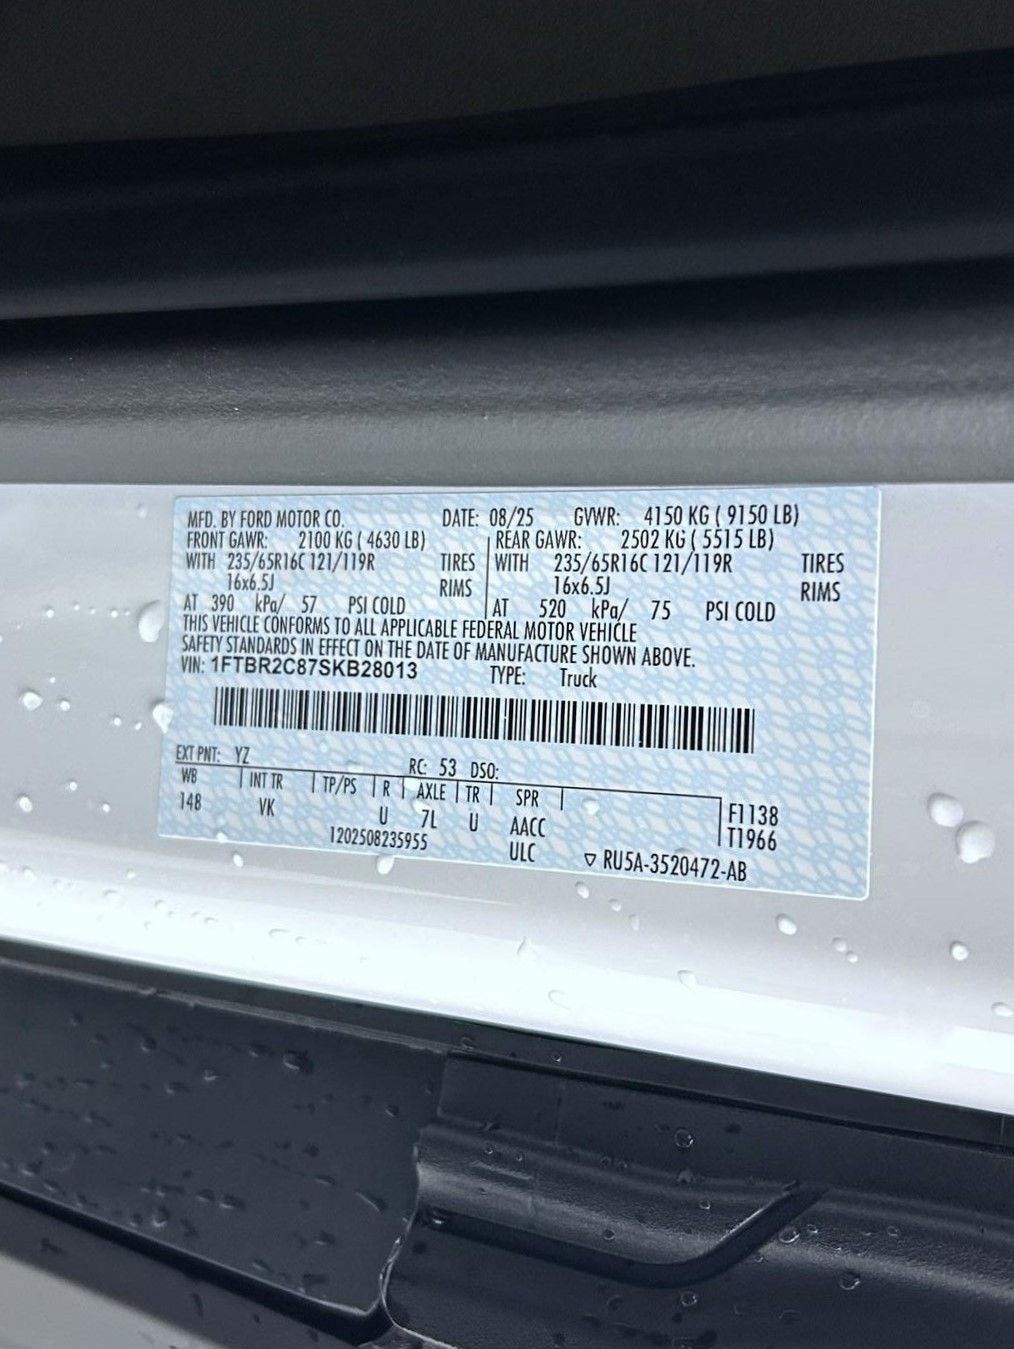 MFD. BY FORD MOTOR CO. DATE: 08/25 GVWR: 4150 KG ( 9150 LB)
FRONT GAWR: 2100 KG ( 4630 LB) REAR GAWR: 2502 KG ( 5515 LB)
WITH 235/65R16C 121/119R TIRES WITH 235/65R16C 121/119R TIRES
16x6.5J RIMS 16x6.5J RIMS
AT 390 kPa/ 57 PSI COLD AT 520 kPa/ 75 PSI COLD
THIS VEHICLE CONFORMS TO ALL APPLICABLE FEDERAL MOTOR VEHICLE
SAFETY STANDARDS IN EFFECT ON THE DATE OF MANUFACTURE SHOWN ABOVE.
VIN: 1FTBR2C87SKB28013 TYPE: Truck
EXT PNT: YZ RC: 53 DSO:
WB INT TR TP/PS R AXLE TR SPR F1138
148 VK U 7L U AACC T1966
1202508235955 ULC ▽ RU5A-3520472-AB